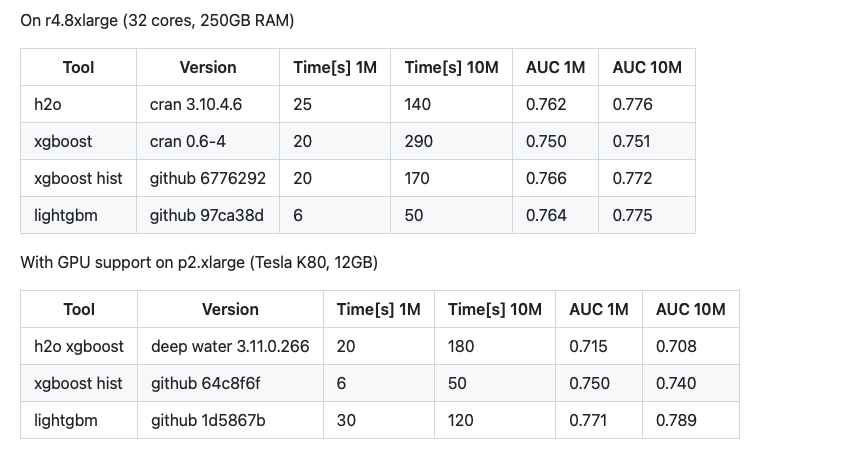 On r4.8xlarge (32 cores, 250GB RAM)
Tool Version Time[s] 1M Time[s] 10M AUC 1M AUC 10M
h2o cran 3.10.4.6 25 140 0.762 0.776
xgboost cran 0.6-4 20 290 0.750 0.751
xgboost hist github 6776292 20 170 0.766 0.772
lightgbm github 97ca38d 6 50 0.764 0.775
With GPU support on p2.xlarge (Tesla K80, 12GB)
Tool Version Time[s] 1M Time[s] 10M AUC 1M AUC 10M
h2o xgboost deep water 3.11.0.266 20 180 0.715 0.708
xgboost hist github 64c8f6f 6 50 0.750 0.740
lightgbm github 1d5867b 30 120 0.771 0.789